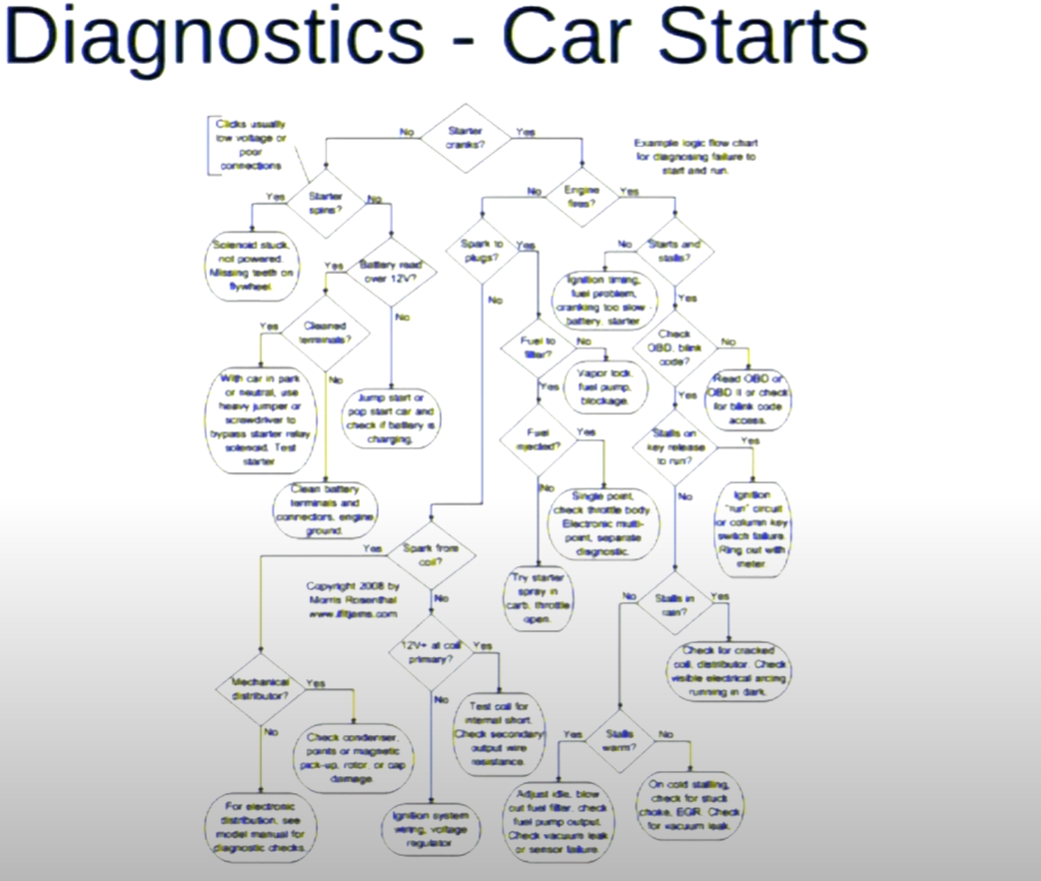 Diagnostics - Car Starts
Clicks usually
low voltage or
poor
connections
No
Starter
cranks?
Yes
Example logic flow chart
for diagnosing failure to
start and run.
Yes
Starter
spins?
No
No
Engine
fires?
Yes
Solenoid stuck,
not powered.
Missing teeth on
flywheel.
Yes
Battery read
over 12V?
No
Spark to
plugs?
Yes
No
No
Starts and
stalls?
Yes
Ignition timing,
fuel problem,
cranking too slow -
battery, starter
Yes
Cleaned
terminals?
No
Fuel to
filter?
No
Yes
Check
OBD, blink
code?
No
Yes
With car in park
or neutral, use
heavy jumper or
screwdriver to
bypass starter relay
solenoid. Test
starter
Jump start or
pop start car and
check if battery is
charging.
Vapor lock,
fuel pump,
blockage.
Read OBD or
OBD II or check
for blink code
access.
Fuel
injected?
Yes
No
Stalls on
key release
to run?
Yes
No
Clean battery
terminals and
connectors, engine
ground.
Single point,
check throttle body.
Electronic multi-
point, separate
diagnostic.
Ignition
"run" circuit
or column key
switch failure.
Ring out with
meter
Yes
Spark from
coil?
No
Copyright 2008 by
Morris Rosenthal
www.ifitjams.com
Try starter
spray in
carb, throttle
open.
No
Stalls in
rain?
Yes
12V+ at coil
primary?
Yes
No
Check for cracked
coil, distributor. Check
visible electrical arcing
running in dark.
Mechanical
distributor?
Yes
No
Test coil for
internal short.
Check secondary
output wire
resistance.
Check condenser,
points or magnetic
pick-up, rotor, or cap
damage.
Yes
Stalls
warm?
No
For electronic
distribution, see
model manual for
diagnostic checks.
Ignition system
wiring, voltage
regulator
Adjust idle, blow
out fuel filter, check
fuel pump output.
Check vacuum leak
or sensor failure.
On cold stalling,
check for stuck
choke, EGR. Check
for vacuum leak.